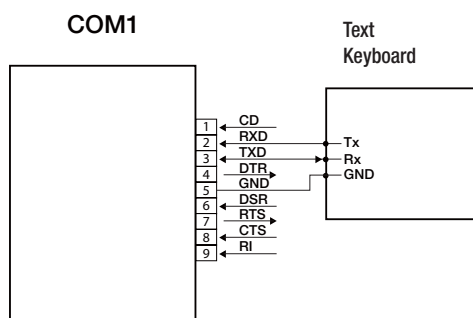 COM1
Text
Keyboard
1 CD
2 RXD Tx
3 TXD Rx
4 DTR GND
5 GND
6 DSR
7 RTS
8 CTS
9 RI